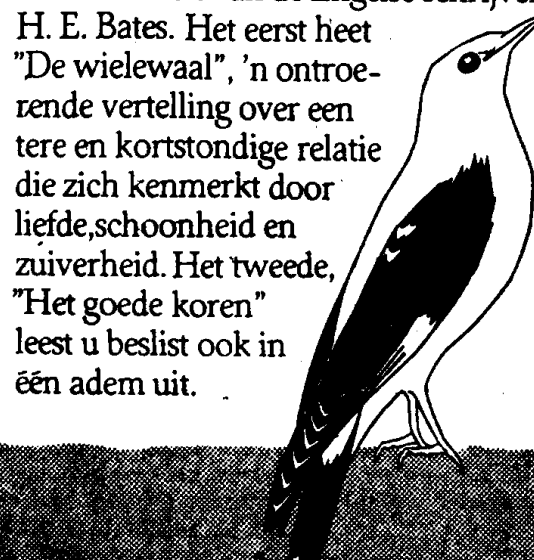 H. E. Bates. Het eerst heet
"De wielewaal", 'n ontroe-
rende vertelling over een
tere en kortstondige relatie
die zich kenmerkt door
liefde,schoonheid en
zuiverheid. Het tweede,
"Het goede koren"
leest u beslist ook in
één adem uit.